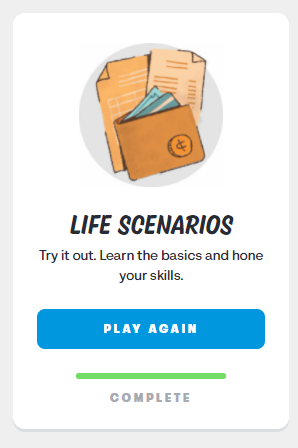 LIFE SCENARIOS
Try it out. Learn the basics and hone
your skills.
PLAY AGAIN
COMPLETE